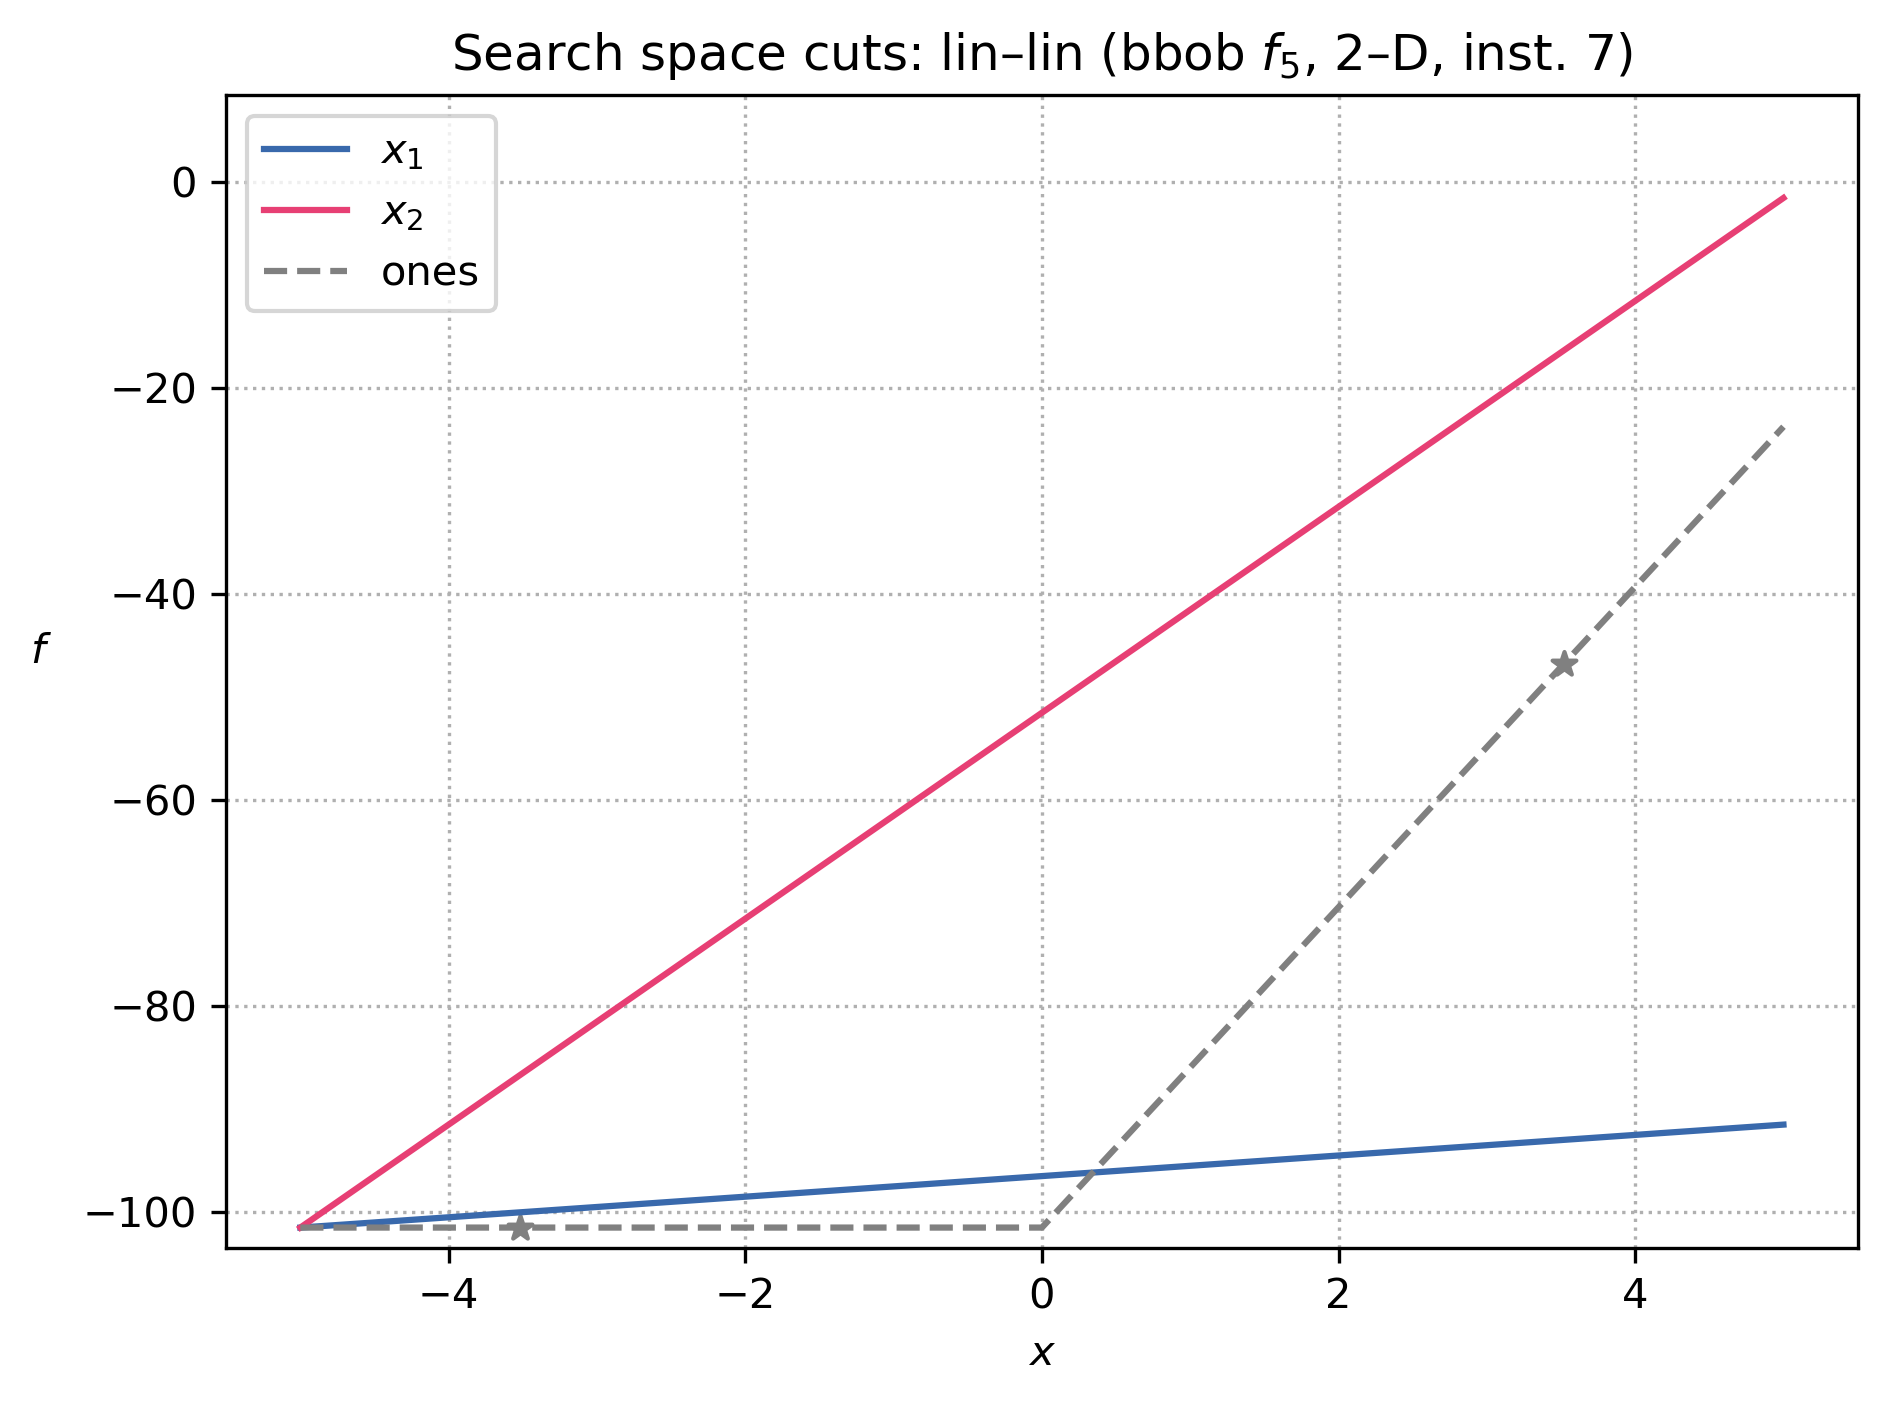 Search space cuts: lin–lin (bbob f₅, 2–D, inst. 7)
x₁
x₂
ones
0
−20
−40
−60
−80
−100
f
−4
−2
0
2
4
x